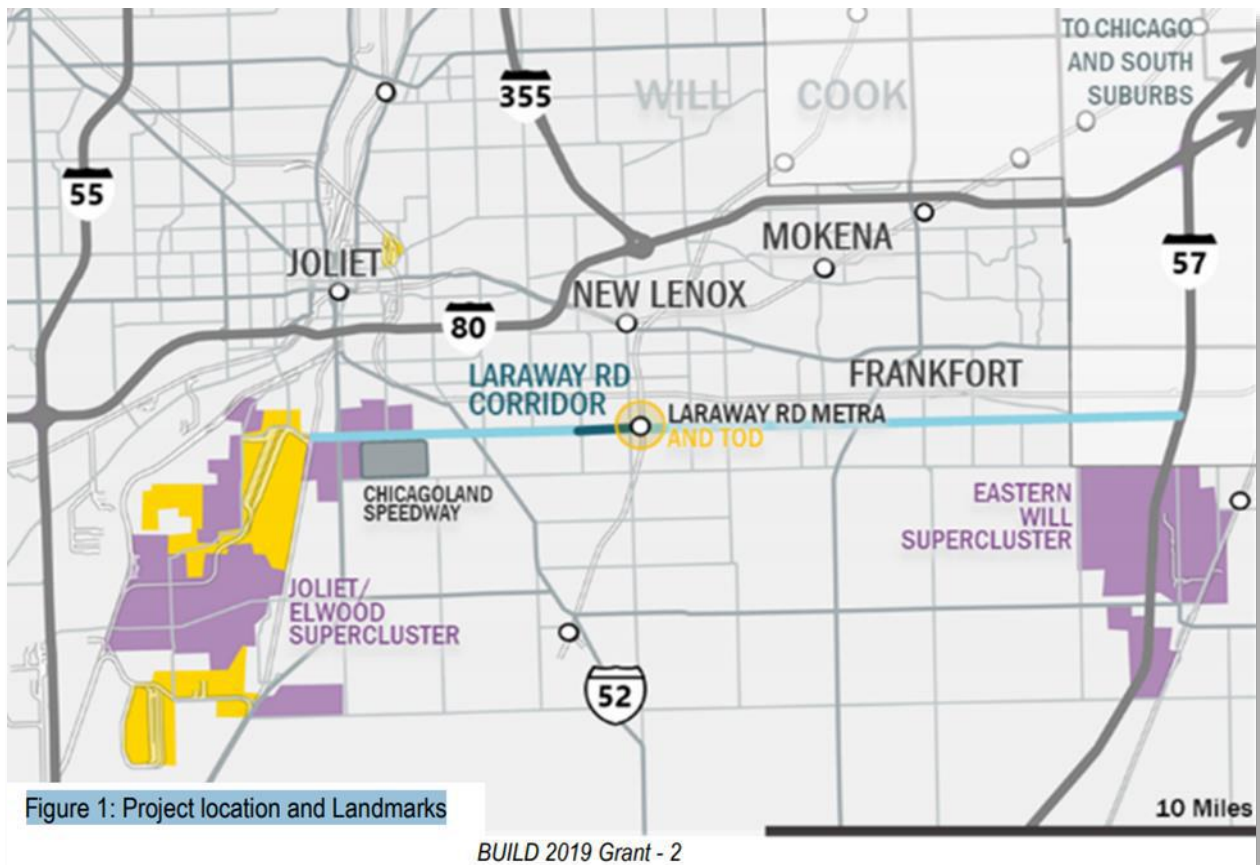 TO CHICAGO
AND SOUTH
SUBURBS
355
WILL
COOK
55
JOLIET
MOKENA
57
NEW LENOX
80
LARAWAY RD
CORRIDOR
FRANKFORT
LARAWAY RD METRA
AND TOD
CHICAGOLAND
SPEEDWAY
EASTERN
WILL
SUPERCLUSTER
JOLIET/
ELWOOD
SUPERCLUSTER
52
Figure 1: Project location and Landmarks
10 Miles
BUILD 2019 Grant - 2